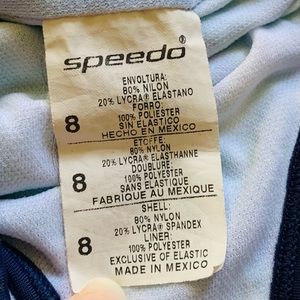 speedo®
ENVOLTURA:
80% NILON
20% LYCRA® ELASTANO
FORRO:
100% POLIESTER
SIN ELASTICO
8
HECHO EN MEXICO
ETOFFE:
80% NYLON
20% LYCRA® ELASTHANNE
DOUBLURE:
100% POLYESTER
8
SANS ELASTIQUE
FABRIQUE AU MEXIQUE
SHELL:
80% NYLON
20% LYCRA® SPANDEX
LINER:
8
100% POLYESTER
EXCLUSIVE OF ELASTIC
MADE IN MEXICO